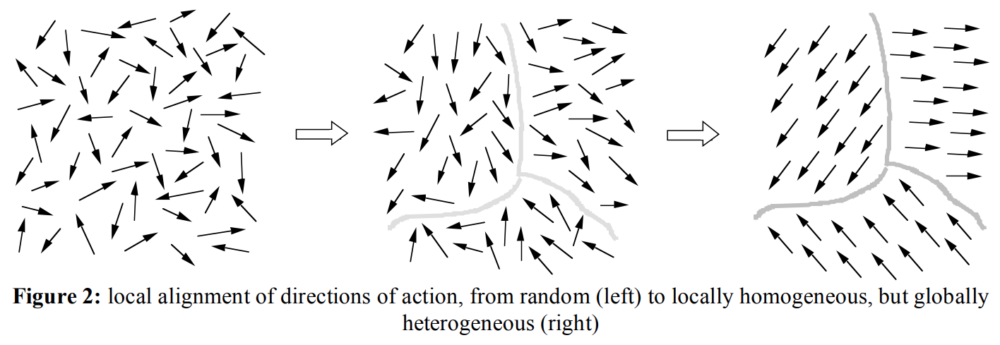 Figure 2: local alignment of directions of action, from random (left) to locally homogeneous, but globally
heterogeneous (right)